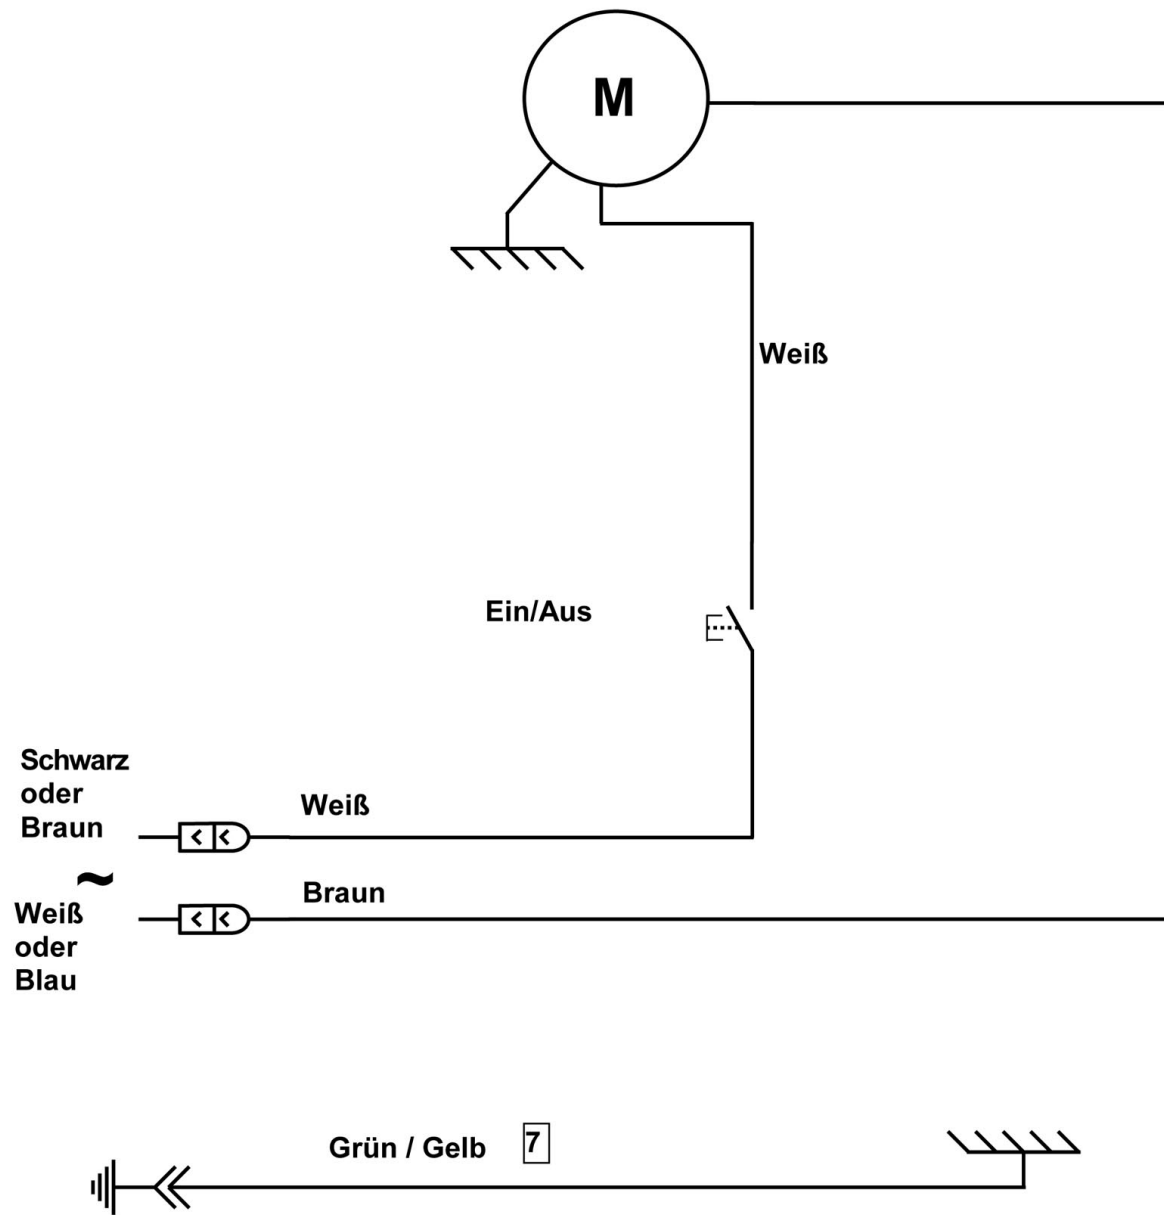 M
Weiß
Ein/Aus
Schwarz
oder
Braun
Weiß
~
Braun
Weiß
oder
Blau
Grün / Gelb 7